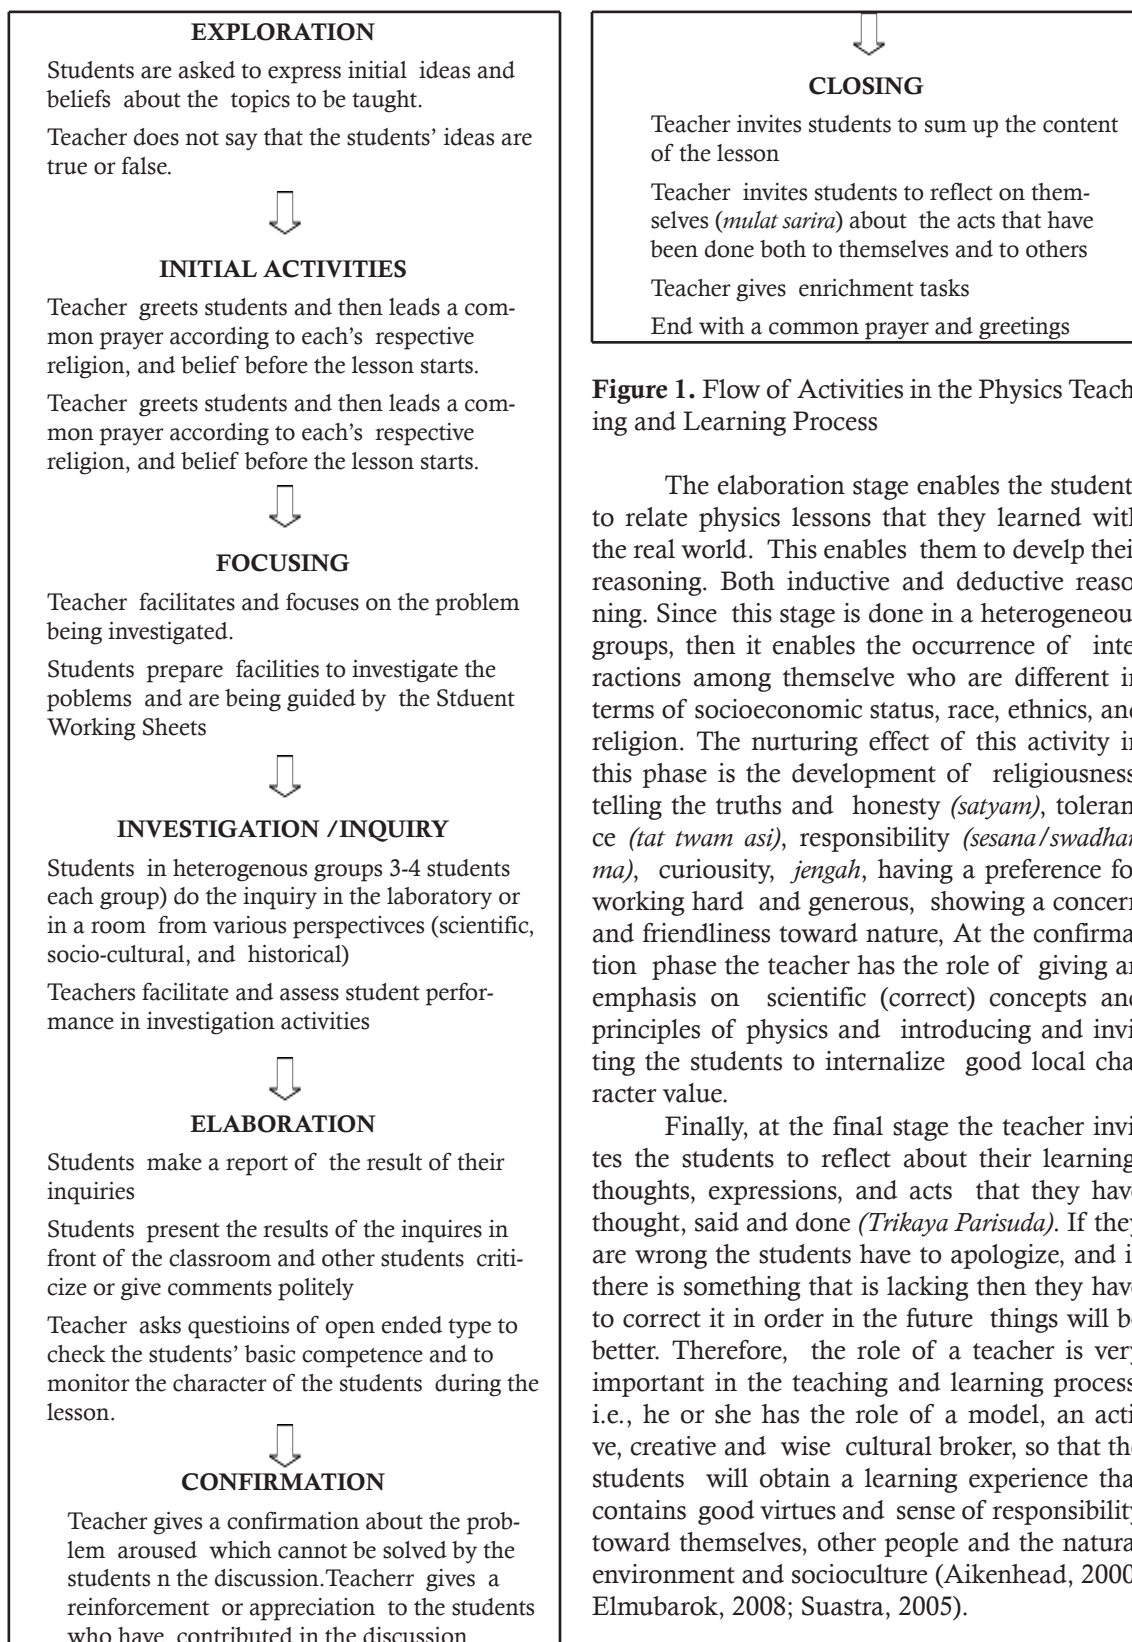 EXPLORATION
Students are asked to express initial ideas and
beliefs about the topics to be taught.
Teacher does not say that the students' ideas are
true or false.
INITIAL ACTIVITIES
Teacher greets students and then leads a com-
mon prayer according to each's respective
religion, and belief before the lesson starts.
Teacher greets students and then leads a com-
mon prayer according to each's respective
religion, and belief before the lesson starts.
FOCUSING
Teacher facilitates and focuses on the problem
being investigated.
Students prepare facilities to investigate the
poblems and are being guided by the Stduent
Working Sheets
INVESTIGATION /INQUIRY
Students in heterogenous groups 3-4 students
each group) do the inquiry in the laboratory or
in a room from various perspectivces (scientific,
socio-cultural, and historical)
Teachers facilitate and assess student perfor-
mance in investigation activities
ELABORATION
Students make a report of the result of their
inquiries
Students present the results of the inquires in
front of the classroom and other students criti-
cize or give comments politely
Teacher asks questioins of open ended type to
check the students' basic competence and to
monitor the character of the students during the
lesson.
CONFIRMATION
Teacher gives a confirmation about the prob-
lem aroused which cannot be solved by the
students n the discussion.Teacherr gives a
reinforcement or appreciation to the students
who have contributed in the discussion
CLOSING
Teacher invites students to sum up the content
of the lesson
Teacher invites students to reflect on them-
selves (mulat sarira) about the acts that have
been done both to themselves and to others
Teacher gives enrichment tasks
End with a common prayer and greetings
Figure 1. Flow of Activities in the Physics Teach
ing and Learning Process
The elaboration stage enables the student
to relate physics lessons that they learned with
the real world. This enables them to develp thei
reasoning. Both inductive and deductive reaso
ning. Since this stage is done in a heterogeneou
groups, then it enables the occurrence of inte
ractions among themselve who are different in
terms of socioeconomic status, race, ethnics, and
religion. The nurturing effect of this activity in
this phase is the development of religiousness
telling the truths and honesty (satyam), toleran
ce (tat twam asi), responsibility (sesana/swadhar
ma), curiousity, jengah, having a preference fo
working hard and generous, showing a concern
and friendliness toward nature, At the confirma
tion phase the teacher has the role of giving an
emphasis on scientific (correct) concepts and
principles of physics and introducing and invi
ting the students to internalize good local cha
racter value.
Finally, at the final stage the teacher invi
tes the students to reflect about their learning
thoughts, expressions, and acts that they have
thought, said and done (Trikaya Parisuda). If they
are wrong the students have to apologize, and i
there is something that is lacking then they have
to correct it in order in the future things will be
better. Therefore, the role of a teacher is very
important in the teaching and learning process
i.e., he or she has the role of a model, an acti
ve, creative and wise cultural broker, so that the
students will obtain a learning experience tha
contains good virtues and sense of responsibility
toward themselves, other people and the natura
environment and socioculture (Aikenhead, 2000
Elmubarok, 2008; Suastra, 2005).